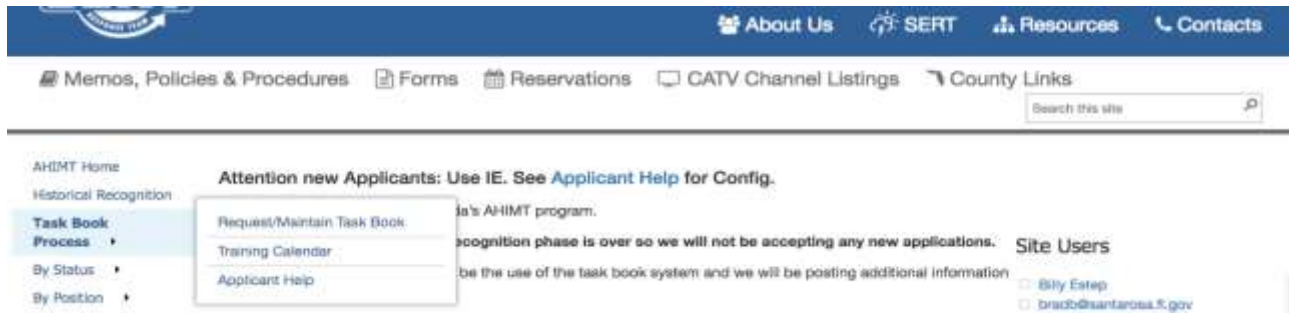 RESPONSE TEAM
About Us SERT Resources Contacts
Memos, Policies & Procedures Forms Reservations CATV Channel Listings County Links
Search this site
AHIMT Home
Historical Recognition
Task Book
Process
By Status
By Position
Attention new Applicants: Use IE. See Applicant Help for Config.
Request/Maintain Task Book
Training Calendar
Applicant Help
da's AHIMT program.
ecognition phase is over so we will not be accepting any new applications.
be the use of the task book system and we will be posting additional information
Site Users
Billy Estep
bradb@santarosa.fl.gov